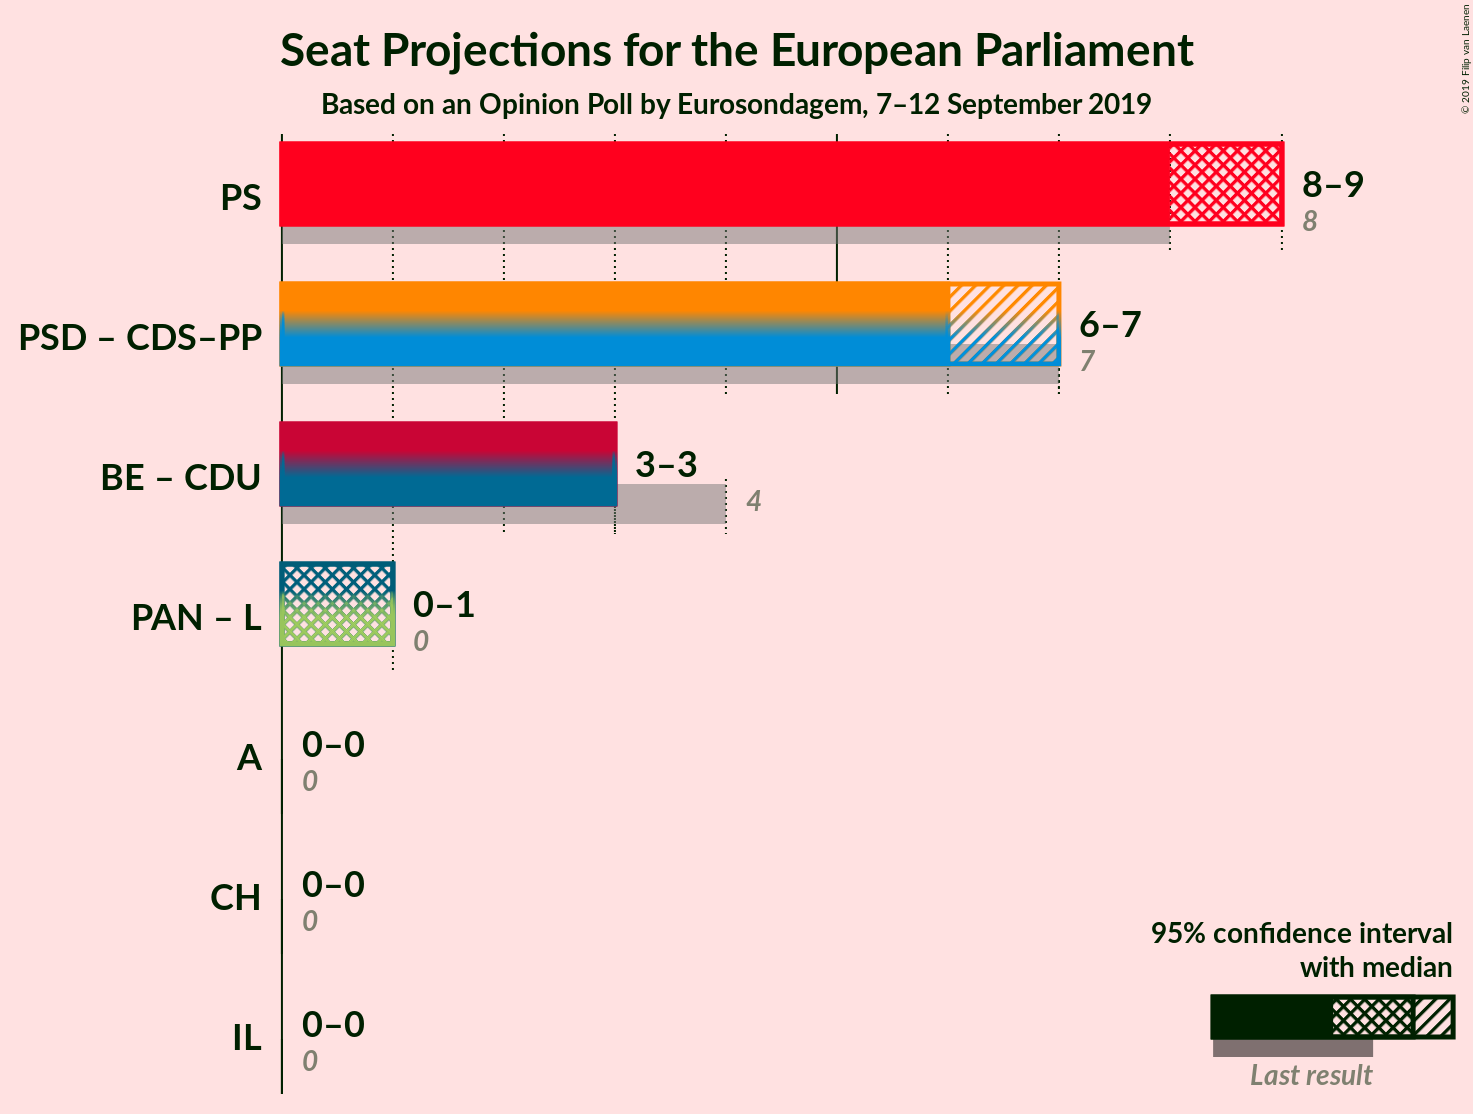 Seat Projections for the European Parliament
Based on an Opinion Poll by Eurosondagem, 7–12 September 2019
© 2019 Filip van Laenen
PS
8–9
8
PSD – CDS–PP
6–7
7
BE – CDU
3–3
4
PAN – L
0–1
0
A
0–0
0
CH
0–0
0
IL
0–0
0
95% confidence interval
with median
Last result